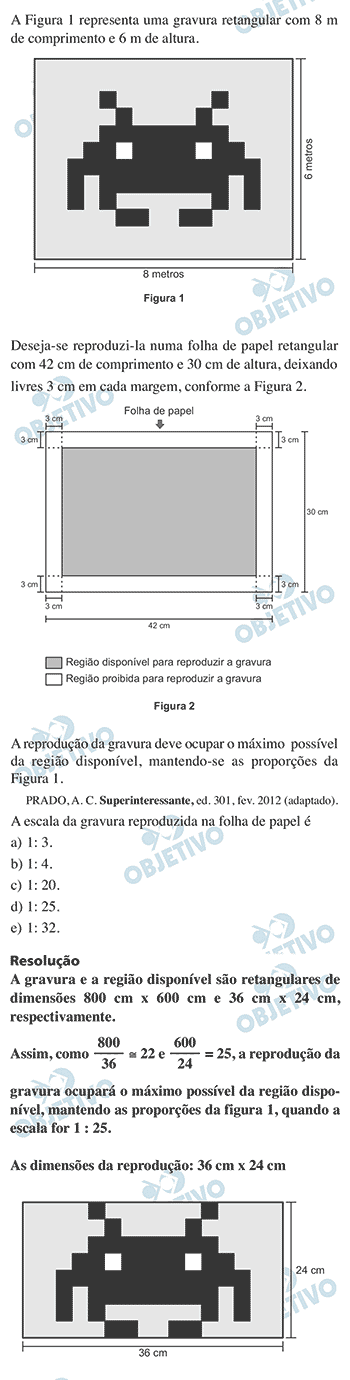 A Figura 1 representa uma gravura retangular com 8 m
de comprimento e 6 m de altura.
6 metros
8 metros
Figura 1
Deseja-se reproduzi-la numa folha de papel retangular
com 42 cm de comprimento e 30 cm de altura, deixando
livres 3 cm em cada margem, conforme a Figura 2.
Folha de papel
3 cm
3 cm
3 cm
3 cm
30 cm
3 cm
3 cm
3 cm
3 cm
42 cm
Região disponível para reproduzir a gravura
Região proibida para reproduzir a gravura
Figura 2
A reprodução da gravura deve ocupar o máximo possível
da região disponível, mantendo-se as proporções da
Figura 1.
PRADO, A. C. Superinteressante, ed. 301, fev. 2012 (adaptado).
A escala da gravura reproduzida na folha de papel é
a) 1: 3.
b) 1: 4.
c) 1: 20.
d) 1: 25.
e) 1: 32.
Resolução
A gravura e a região disponível são retangulares de
dimensões 800 cm x 600 cm e 36 cm x 24 cm,
respectivamente.
Assim, como 800/36 ≅ 22 e 600/24 = 25, a reprodução da
gravura ocupará o máximo possível da região dispo-
nível, mantendo as proporções da figura 1, quando a
escala for 1 : 25.
As dimensões da reprodução: 36 cm x 24 cm
24 cm
36 cm
OBJETIVO
OBJETIVO
OBJETIVO
OBJETIVO
OBJETIVO
OBJETIVO
OBJETIVO